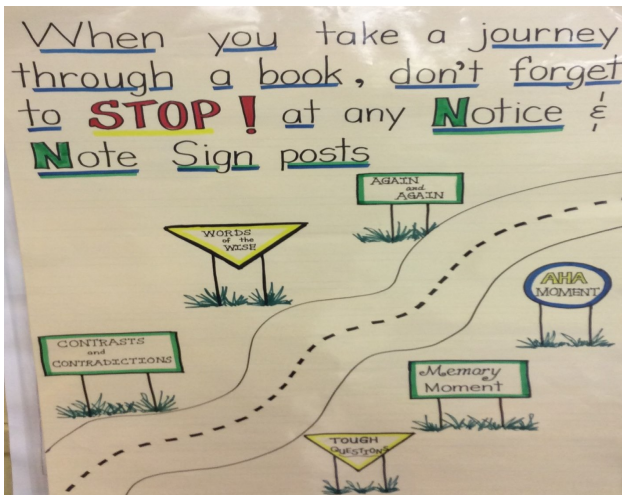 When you take a journey
through a book, don't forget
to STOP! at any Notice &
Note Sign posts
AGAIN
and
AGAIN
WORDS
of the
WISE
AHA
MOMENT
CONTRASTS
and
CONTRADICTIONS
Memory
Moment
TOUGH
QUESTIONS